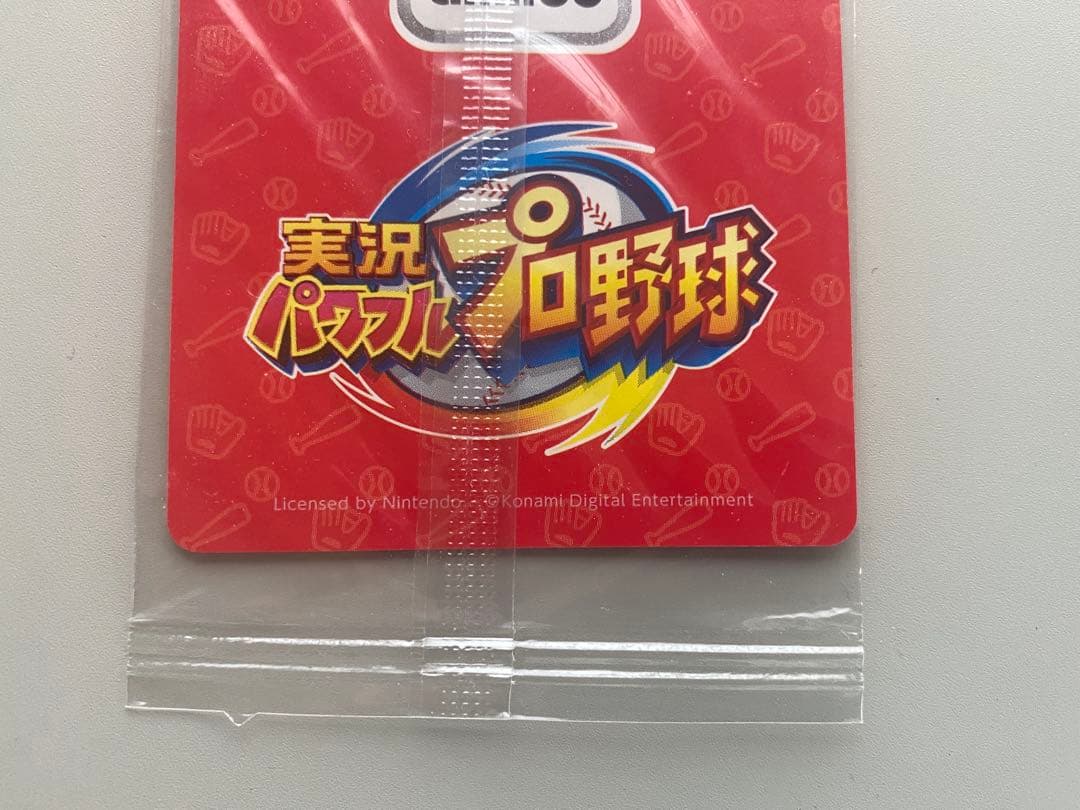 実況
パワフル
プロ野球
Licensed by Nintendo ©Konami Digital Entertainment